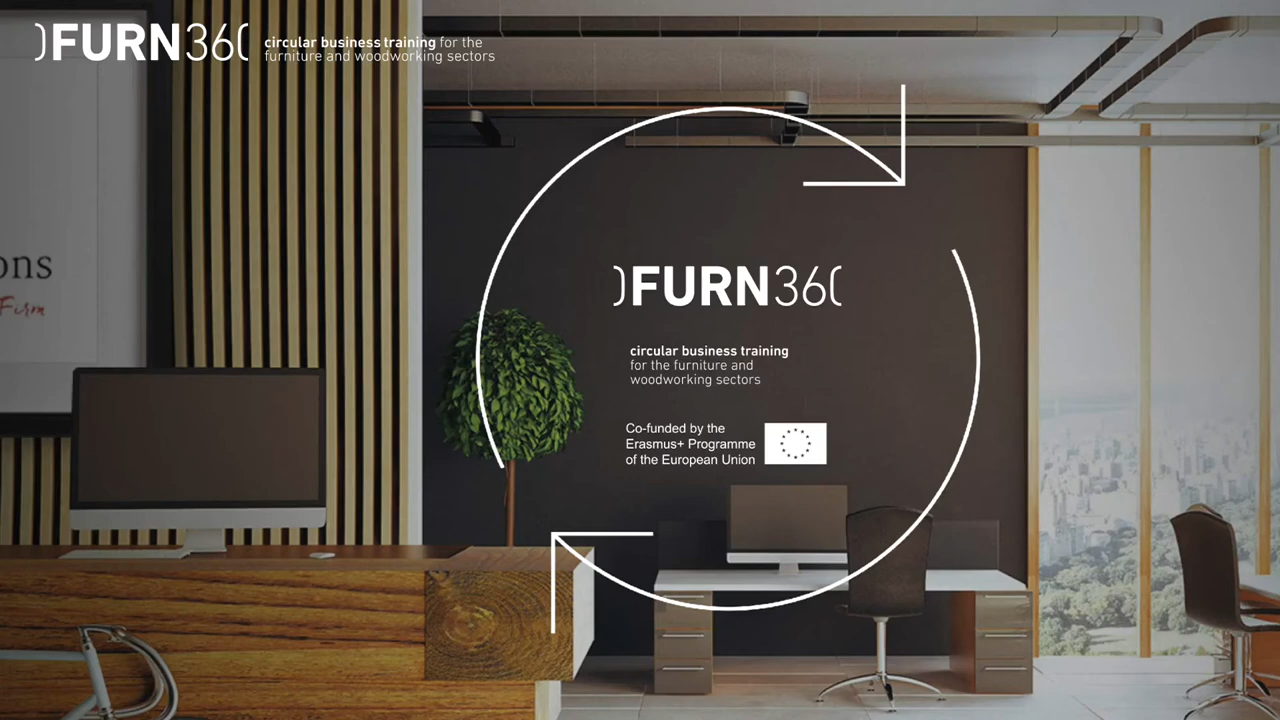 )FURN36(
circular business training for the
furniture and woodworking sectors
ons
Firm
)FURN36(
circular business training
for the furniture and
woodworking sectors
Co-funded by the
Erasmus+ Programme
of the European Union